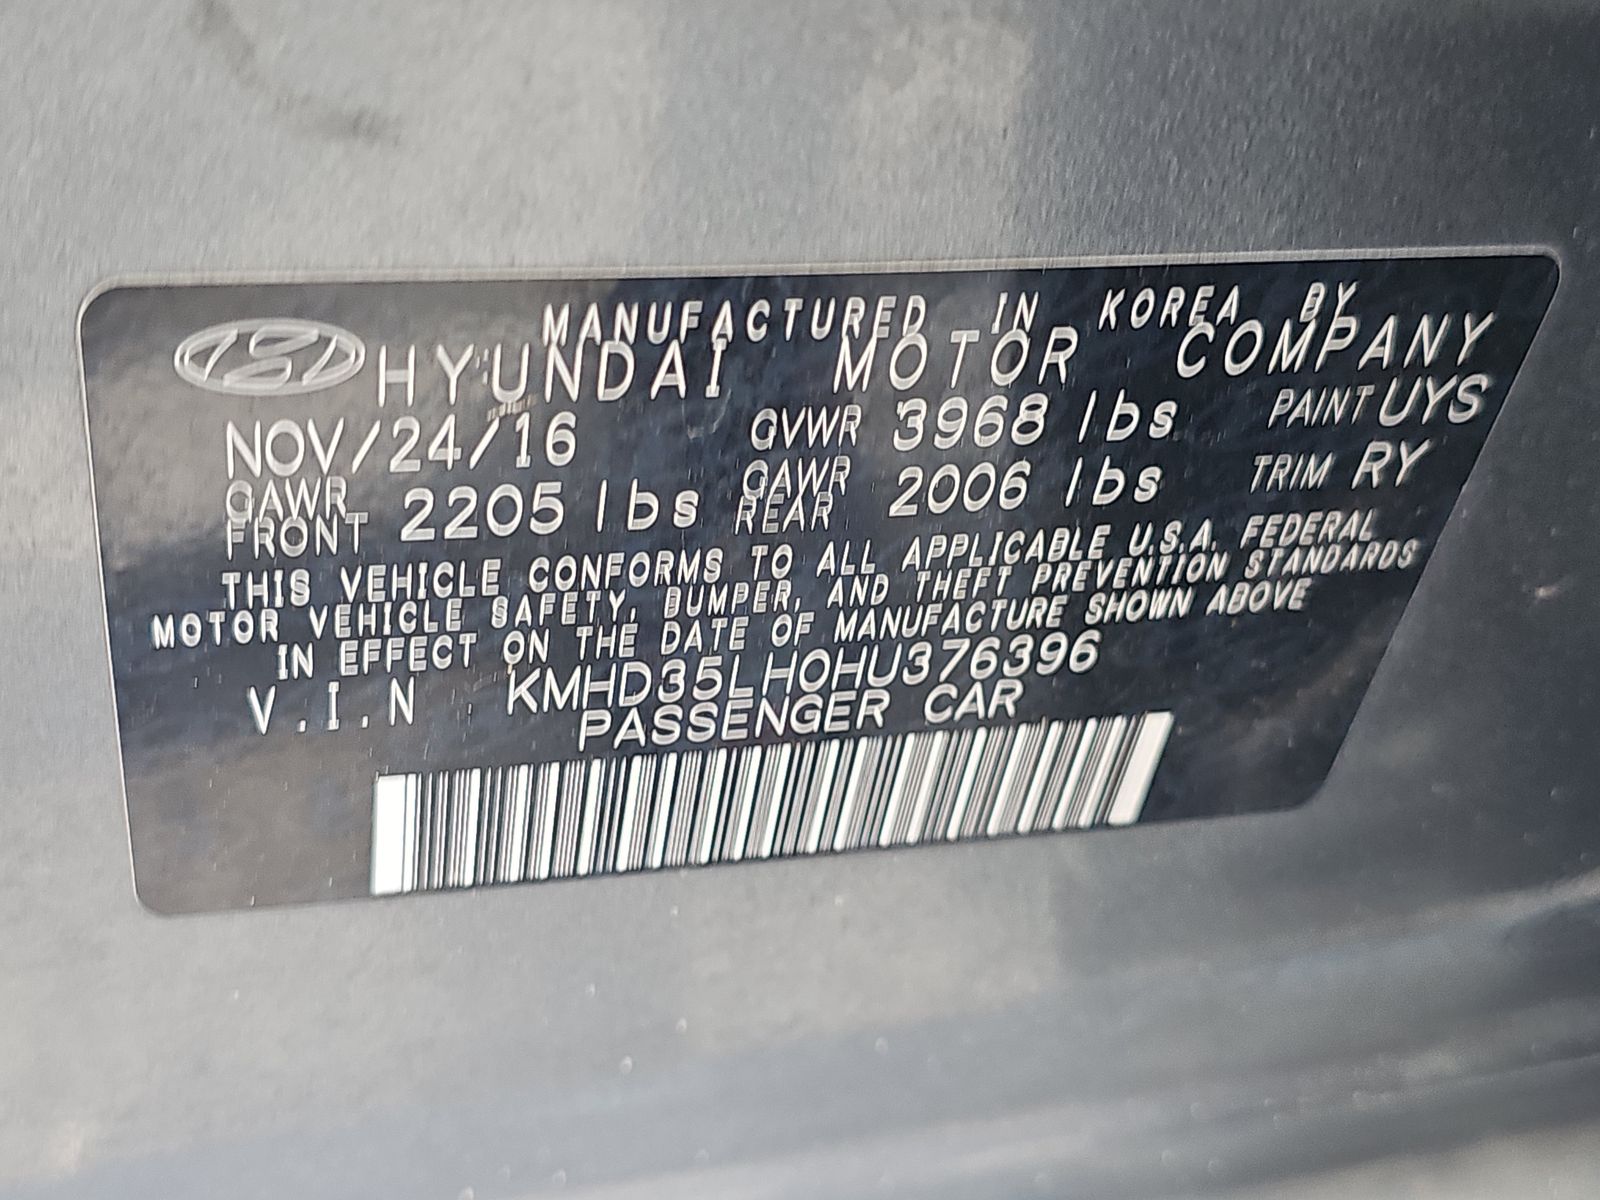 MANUFACTURED IN KOREA BY
HYUNDAI MOTOR COMPANY
NOV/24/16 GVWR 3968 lbs PAINT UYS
GAWR FRONT 2205 lbs GAWR REAR 2006 lbs TRIM RY
THIS VEHICLE CONFORMS TO ALL APPLICABLE U.S.A. FEDERAL
MOTOR VEHICLE SAFETY, BUMPER, AND THEFT PREVENTION STANDARDS
IN EFFECT ON THE DATE OF MANUFACTURE SHOWN ABOVE
V.I.N : KMHD35LH0HU376396
PASSENGER CAR